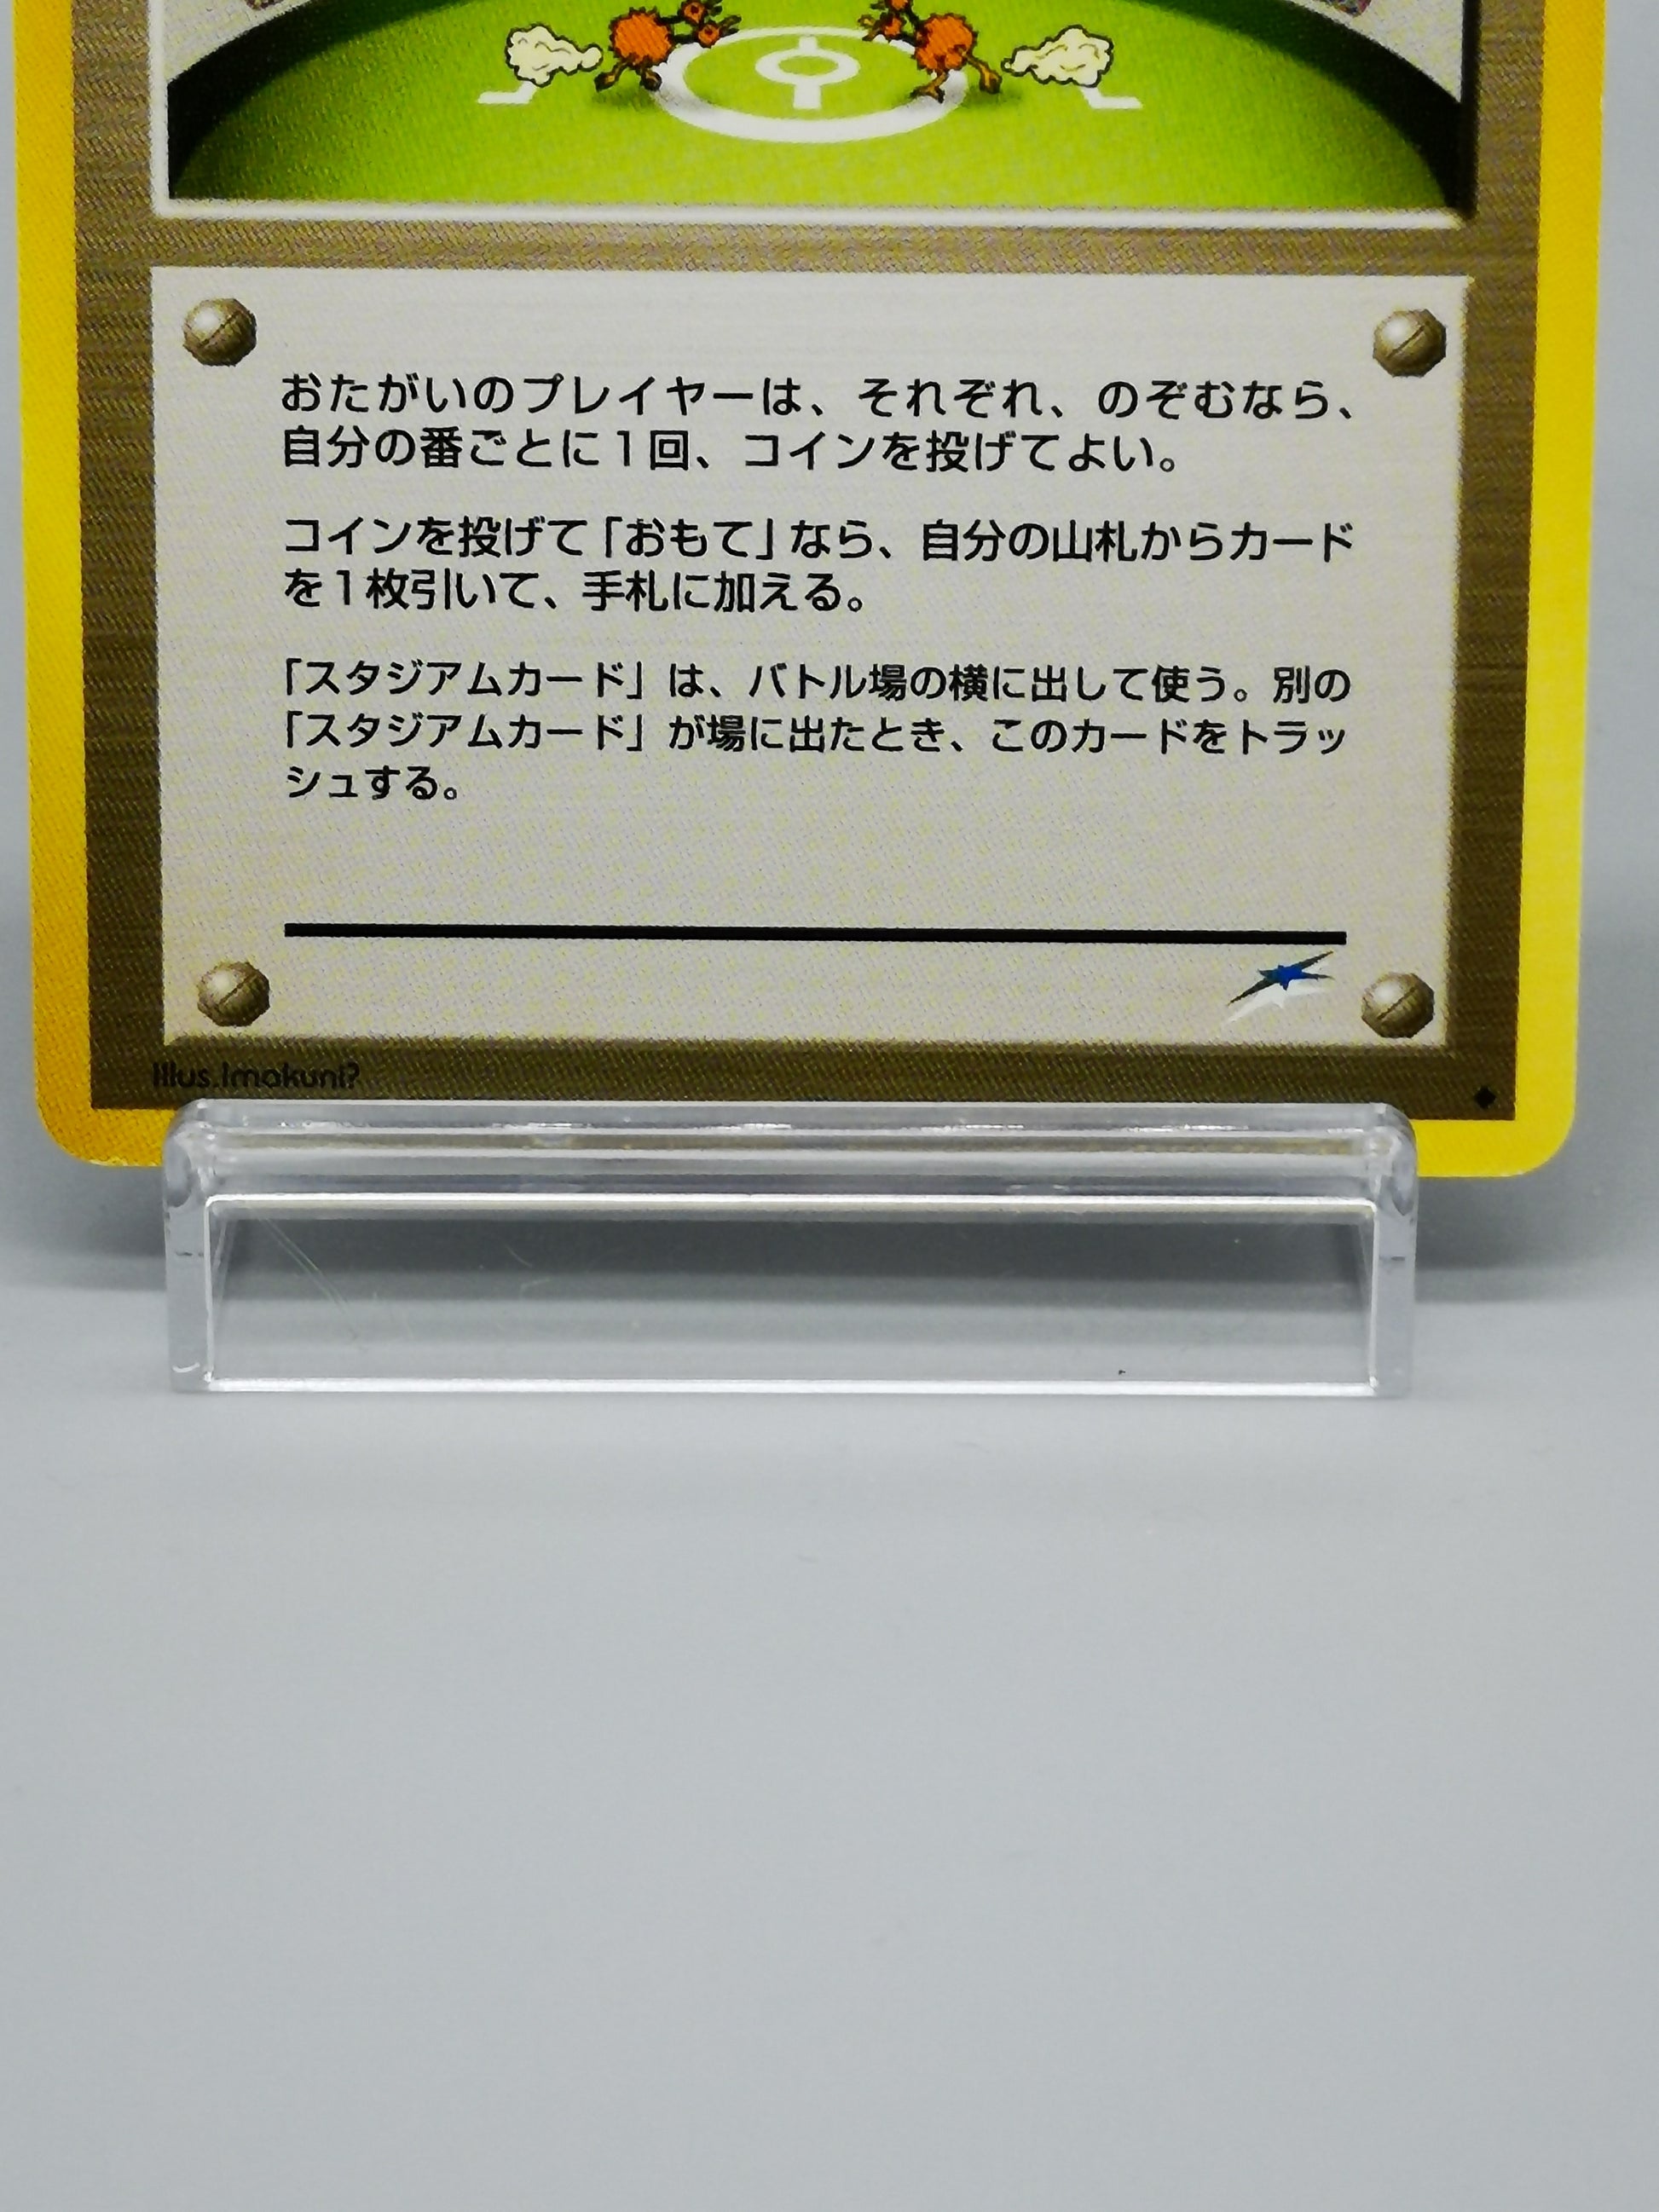 おたがいのプレイヤーは、それぞれ、のぞむなら、
自分の番ごとに1回、コインを投げてよい。
コインを投げて「おもて」なら、自分の山札からカード
を1枚引いて、手札に加える。
「スタジアムカード」は、バトル場の横に出して使う。別の
「スタジアムカード」が場に出たとき、このカードをトラッ
シュする。
Illus.Imakuni?